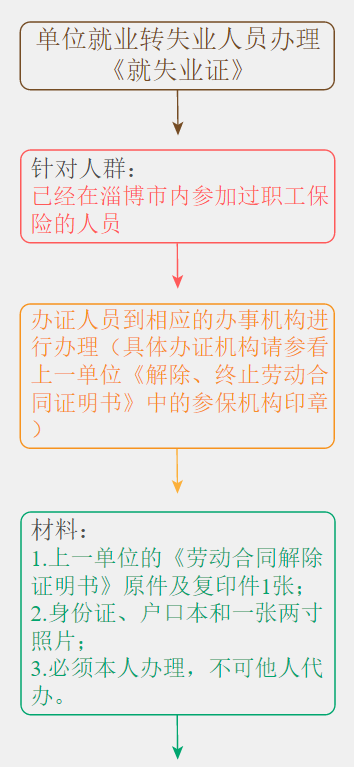 单位就业转失业人员办理
《就失业证》
针对人群：
已经在淄博市内参加过职工保
险的人员
办证人员到相应的办事机构进
行办理（具体办证机构请参看
上一单位《解除、终止劳动合
同证明书》中的参保机构印章
）
材料：
1.上一单位的《劳动合同解除
证明书》原件及复印件1张；
2.身份证、户口本和一张两寸
照片；
3.必须本人办理，不可他人代
办。